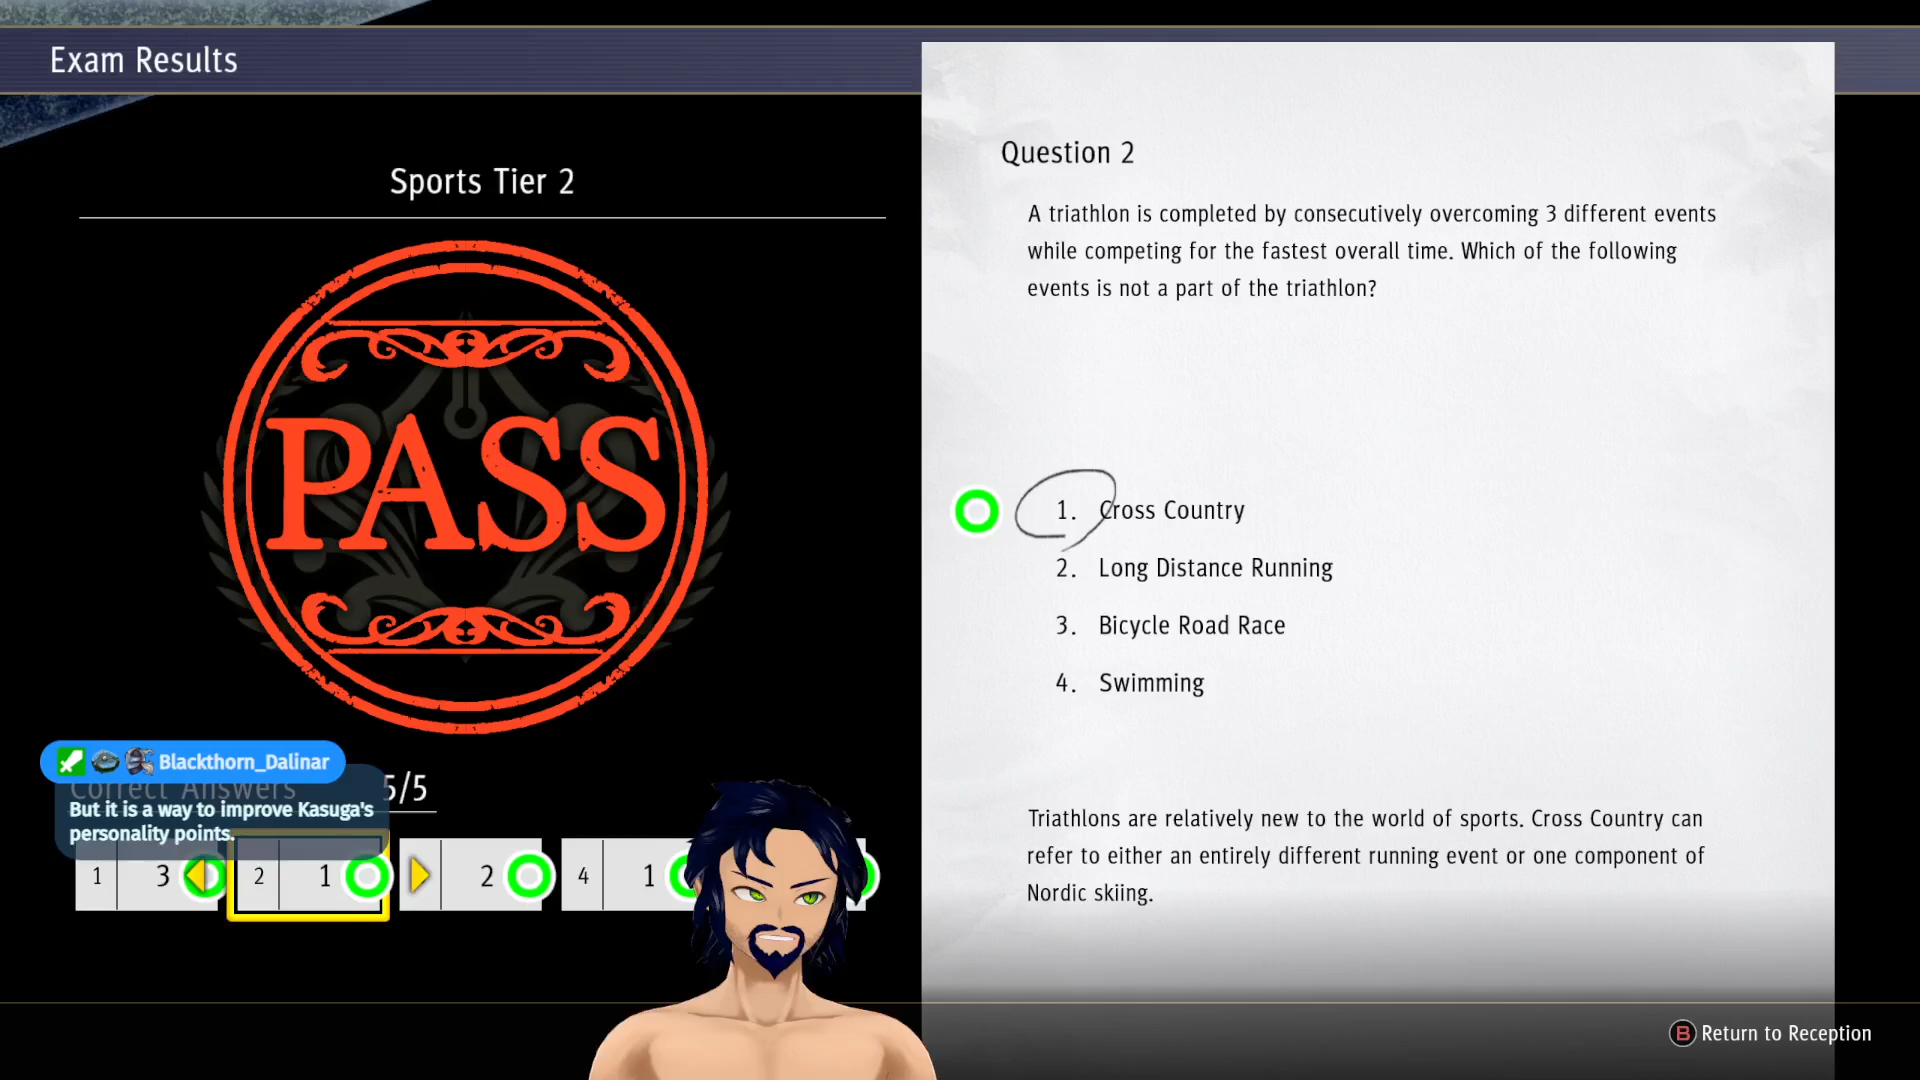 Exam Results
Sports Tier 2
PASS
Blackthorn_Dalinar
Correct Answers 5/5
But it is a way to improve Kasuga's
personality points.
1 3 2 1 2 4 1
Question 2
A triathlon is completed by consecutively overcoming 3 different events
while competing for the fastest overall time. Which of the following
events is not a part of the triathlon?
1. Cross Country
2. Long Distance Running
3. Bicycle Road Race
4. Swimming
Triathlons are relatively new to the world of sports. Cross Country can
refer to either an entirely different running event or one component of
Nordic skiing.
B Return to Reception